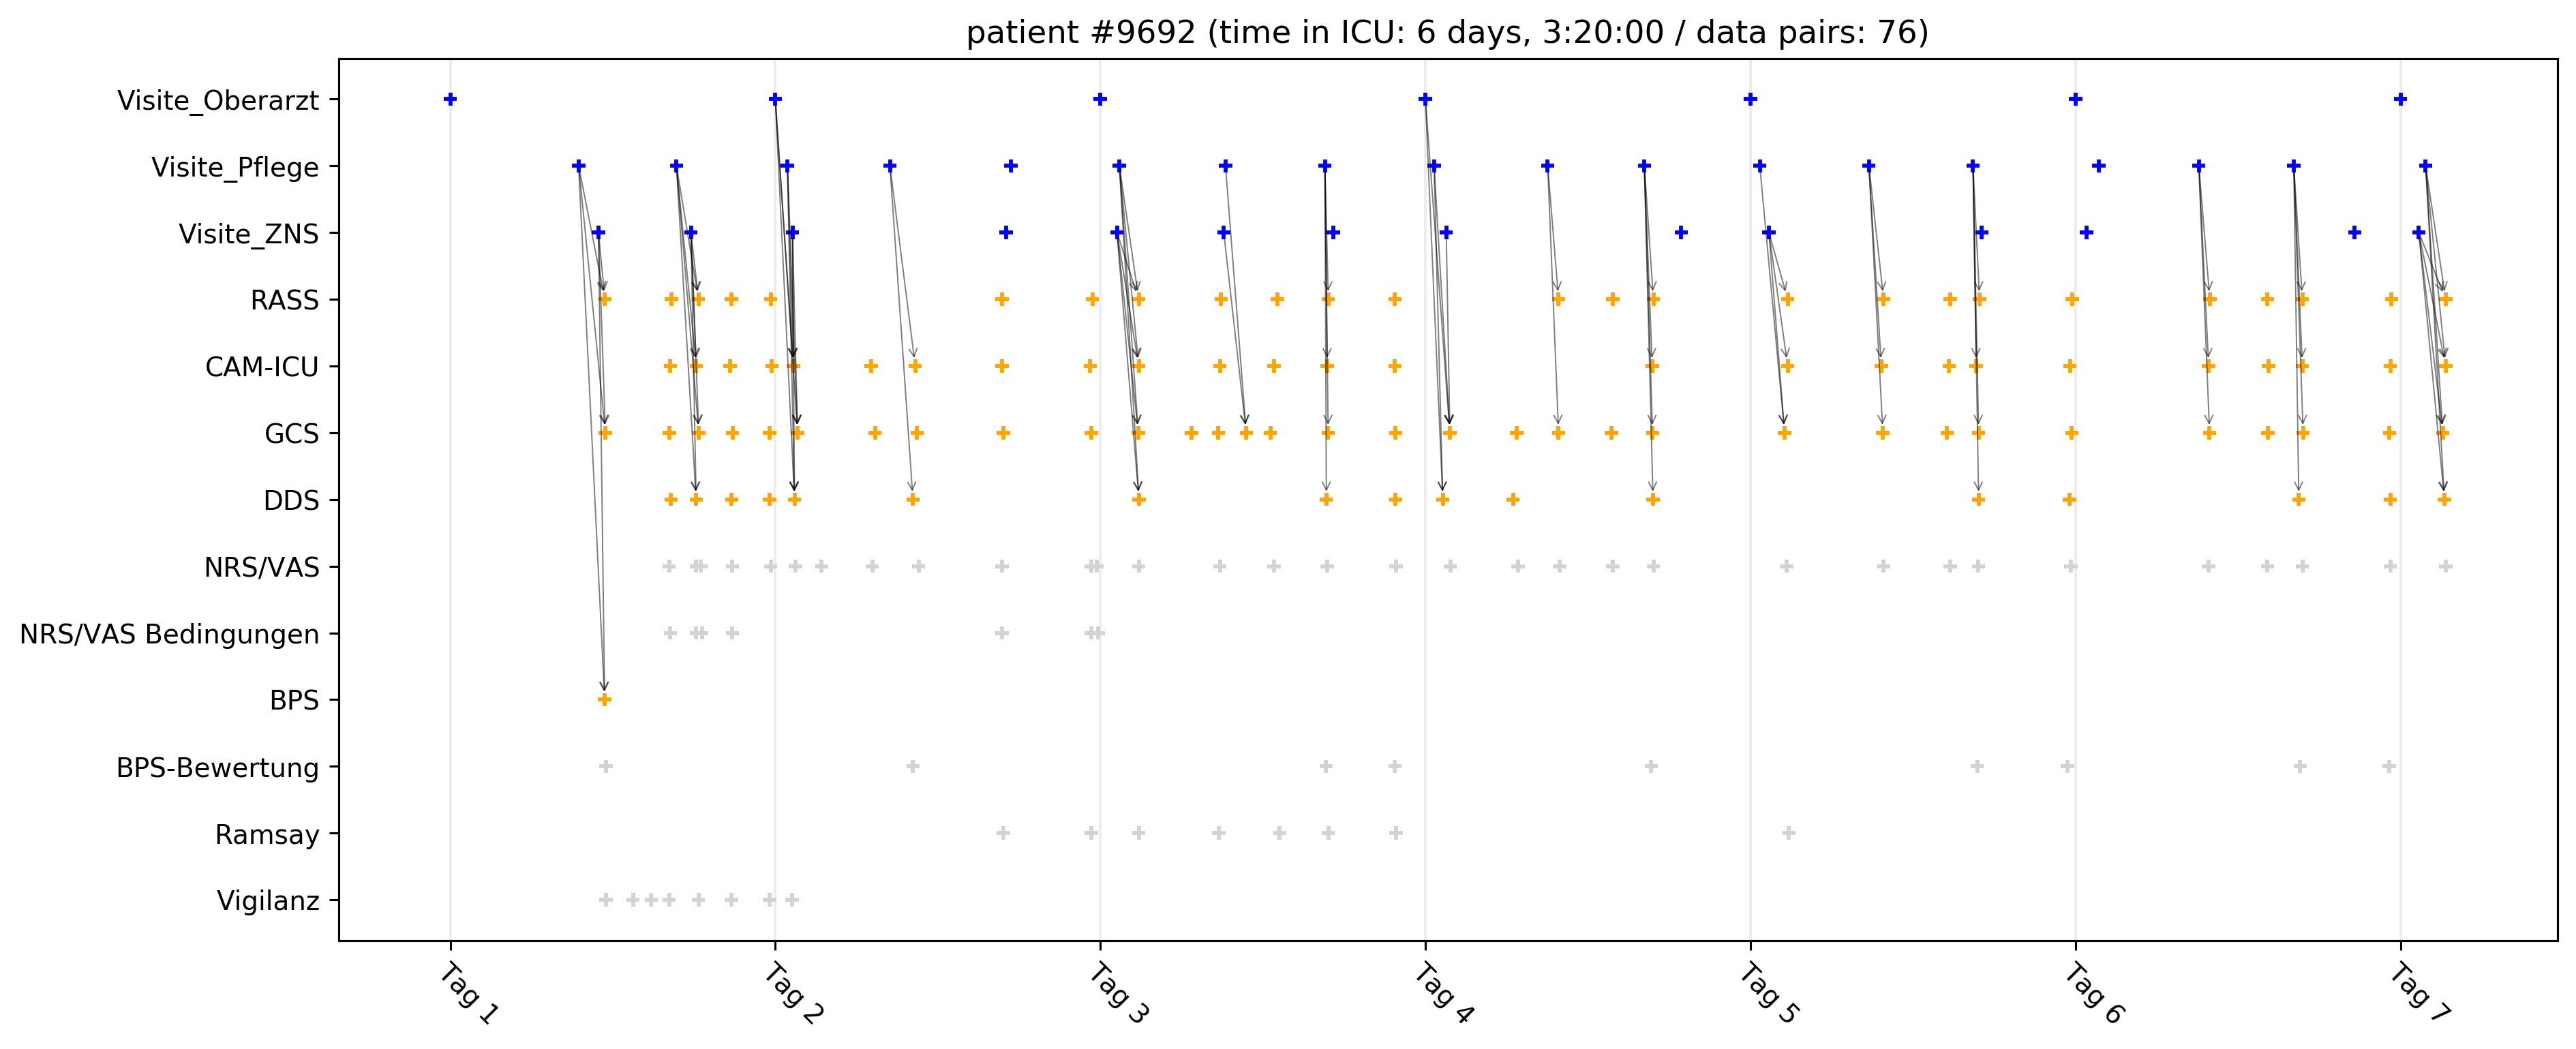 patient #9692 (time in ICU: 6 days, 3:20:00 / data pairs: 76)
Visite_Oberarzt
Visite_Pflege
Visite_ZNS
RASS
CAM-ICU
GCS
DDS
NRS/VAS
NRS/VAS Bedingungen
BPS
BPS-Bewertung
Ramsay
Vigilanz
Tag 1
Tag 2
Tag 3
Tag 4
Tag 5
Tag 6
Tag 7